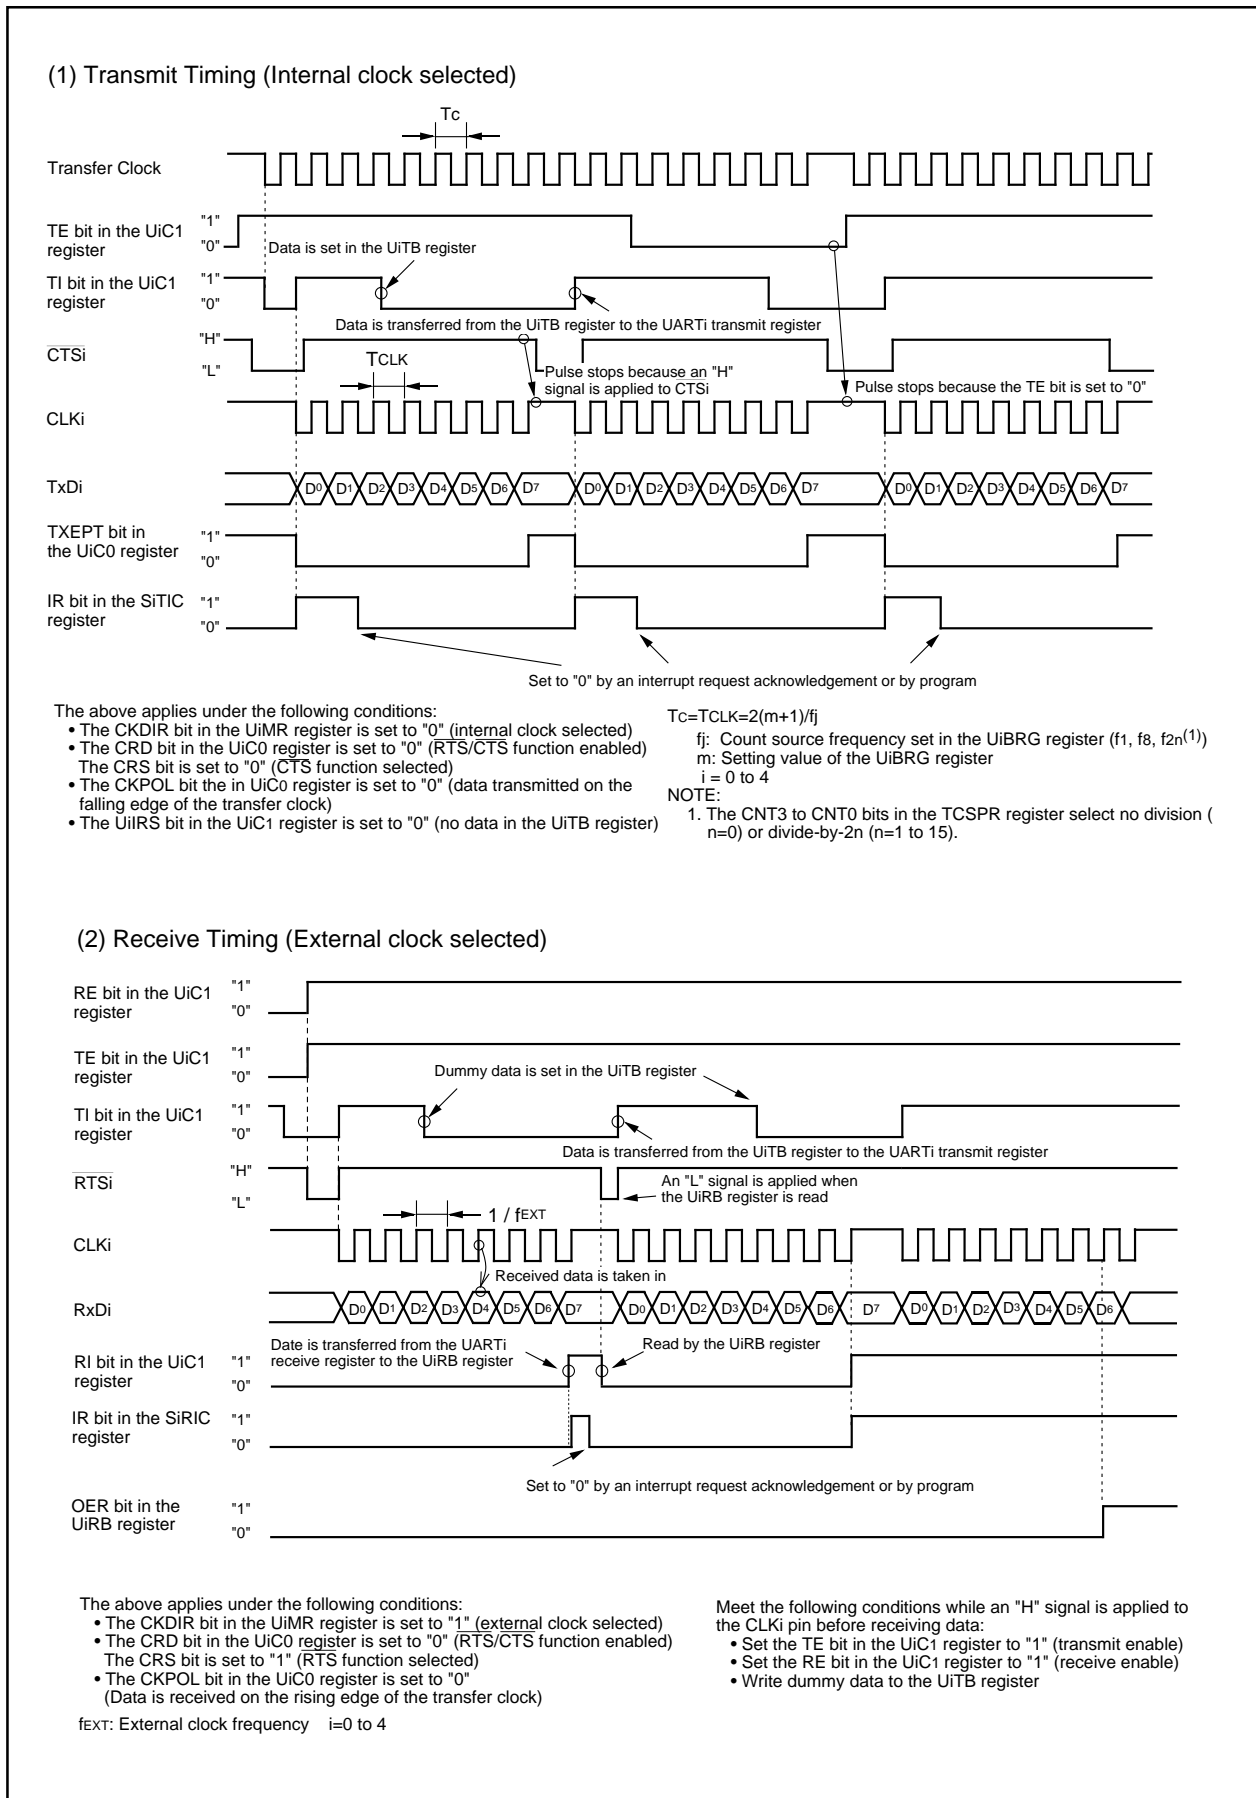 (1) Transmit Timing (Internal clock selected)
Tc
Transfer Clock
TE bit in the UiC1
register
"1"
"0"
Data is set in the UiTB register
TI bit in the UiC1
register
"1"
"0"
Data is transferred from the UiTB register to the UARTi transmit register
CTSi
"H"
"L"
TCLK
Pulse stops because an "H"
signal is applied to CTSi
Pulse stops because the TE bit is set to "0"
CLKi
TxDi
D0 D1 D2 D3 D4 D5 D6 D7 D0 D1 D2 D3 D4 D5 D6 D7 D0 D1 D2 D3 D4 D5 D6 D7
TXEPT bit in
the UiC0 register
"1"
"0"
IR bit in the SiTIC
register
"1"
"0"
Set to "0" by an interrupt request acknowledgement or by program
The above applies under the following conditions:
• The CKDIR bit in the UiMR register is set to "0" (internal clock selected)
• The CRD bit in the UiC0 register is set to "0" (RTS/CTS function enabled)
The CRS bit is set to "0" (CTS function selected)
• The CKPOL bit the in UiC0 register is set to "0" (data transmitted on the
falling edge of the transfer clock)
• The UiIRS bit in the UiC1 register is set to "0" (no data in the UiTB register)
TC=TCLK=2(m+1)/fj
fj: Count source frequency set in the UiBRG register (f1, f8, f2n(1))
m: Setting value of the UiBRG register
i = 0 to 4
NOTE:
1. The CNT3 to CNT0 bits in the TCSPR register select no division (
n=0) or divide-by-2n (n=1 to 15).
(2) Receive Timing (External clock selected)
RE bit in the UiC1
register
"1"
"0"
TE bit in the UiC1
register
"1"
"0"
Dummy data is set in the UiTB register
TI bit in the UiC1
register
"1"
"0"
Data is transferred from the UiTB register to the UARTi transmit register
RTSi
"H"
"L"
An "L" signal is applied when
the UiRB register is read
1 / fEXT
CLKi
Received data is taken in
RxDi
D0 D1 D2 D3 D4 D5 D6 D7 D0 D1 D2 D3 D4 D5 D6 D7 D0 D1 D2 D3 D4 D5 D6
Date is transferred from the UARTi
receive register to the UiRB register
Read by the UiRB register
RI bit in the UiC1
register
"1"
"0"
IR bit in the SiRIC
register
"1"
"0"
Set to "0" by an interrupt request acknowledgement or by program
OER bit in the
UiRB register
"1"
"0"
The above applies under the following conditions:
• The CKDIR bit in the UiMR register is set to "1" (external clock selected)
• The CRD bit in the UiC0 register is set to "0" (RTS/CTS function enabled)
The CRS bit is set to "1" (RTS function selected)
• The CKPOL bit in the UiC0 register is set to "0"
(Data is received on the rising edge of the transfer clock)
fEXT: External clock frequency i=0 to 4
Meet the following conditions while an "H" signal is applied to
the CLKi pin before receiving data:
• Set the TE bit in the UiC1 register to "1" (transmit enable)
• Set the RE bit in the UiC1 register to "1" (receive enable)
• Write dummy data to the UiTB register